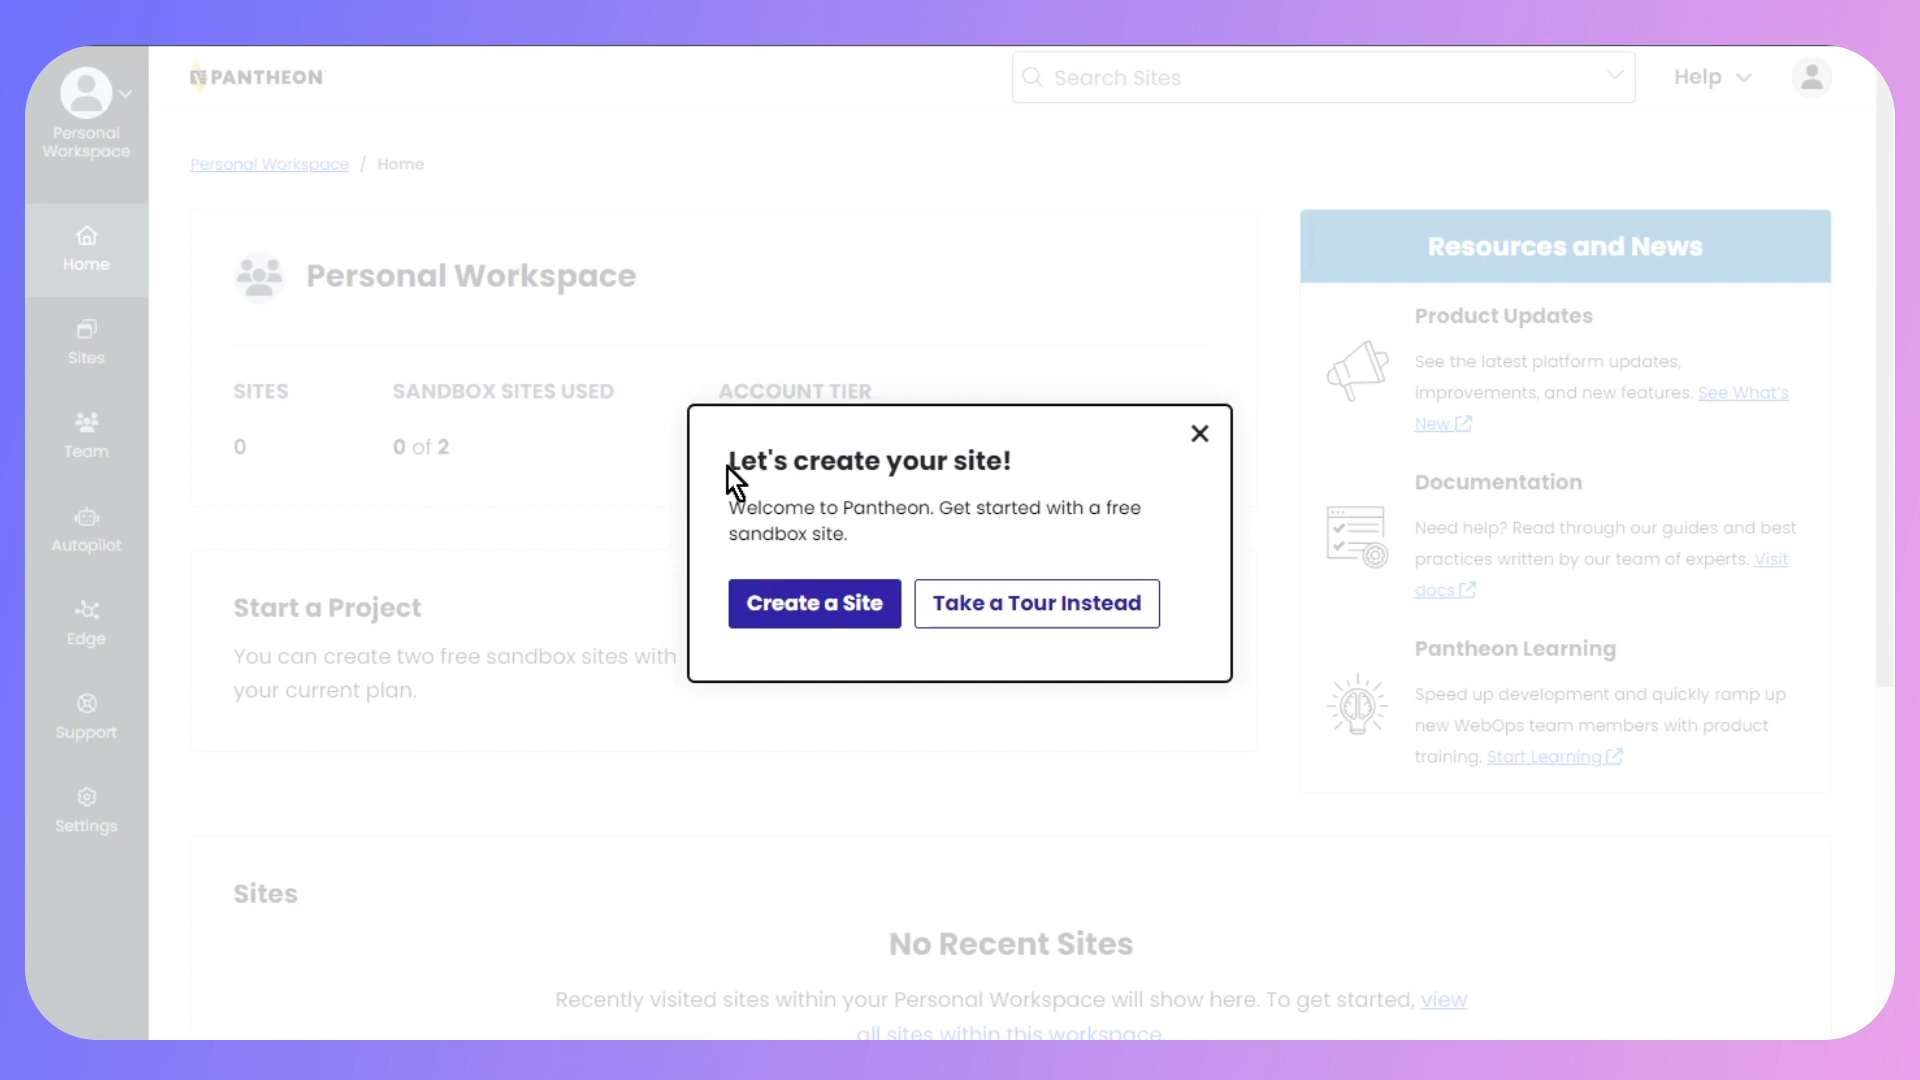 Personal
Workspace
PANTHEON
Search Sites
Help
Personal Workspace / Home
Home
Sites
Team
Autopilot
Edge
Support
Settings
Personal Workspace
SITES
SANDBOX SITES USED
ACCOUNT TIER
0
0 of 2
Let's create your site!
Welcome to Pantheon. Get started with a free
sandbox site.
Create a Site
Take a Tour Instead
Start a Project
You can create two free sandbox sites with
your current plan.
Resources and News
Product Updates
See the latest platform updates,
improvements, and new features. See What's
New
Documentation
Need help? Read through our guides and best
practices written by our team of experts. Visit
docs
Pantheon Learning
Speed up development and quickly ramp up
new WebOps team members with product
training. Start Learning
Sites
No Recent Sites
Recently visited sites within your Personal Workspace will show here. To get started, view
all sites within this workspace.